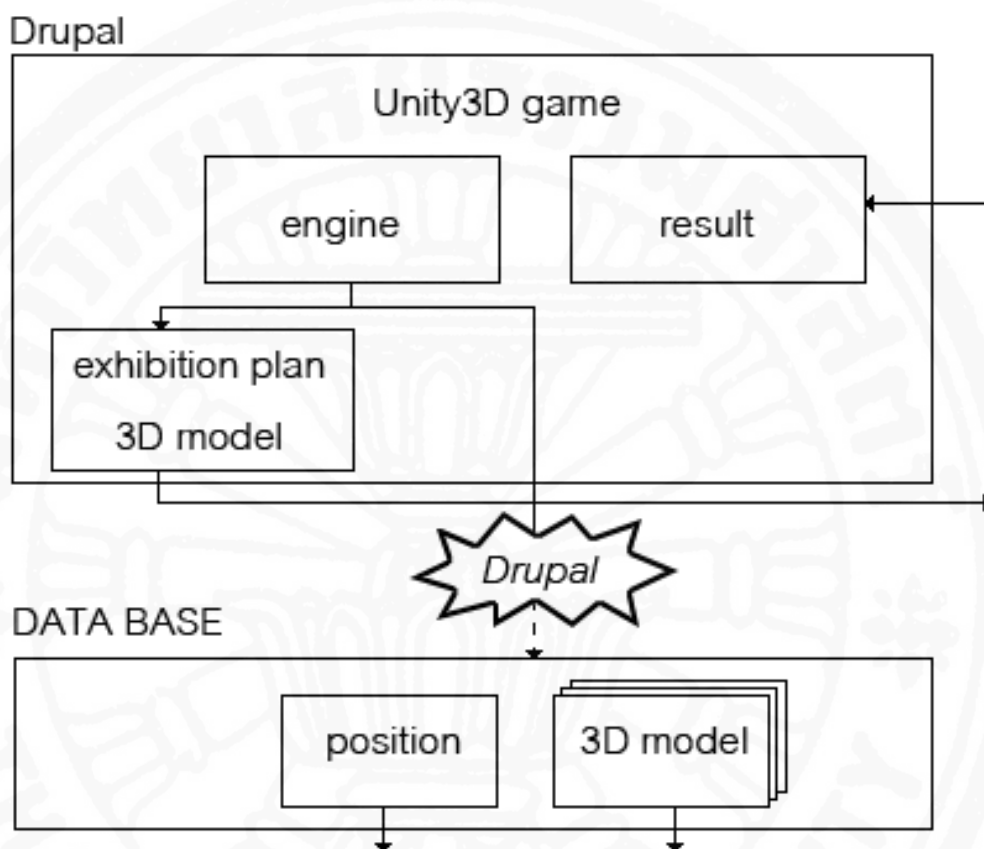 Drupal
Unity3D game
engine
result
exhibition plan
3D model
Drupal
DATA BASE
position
3D model